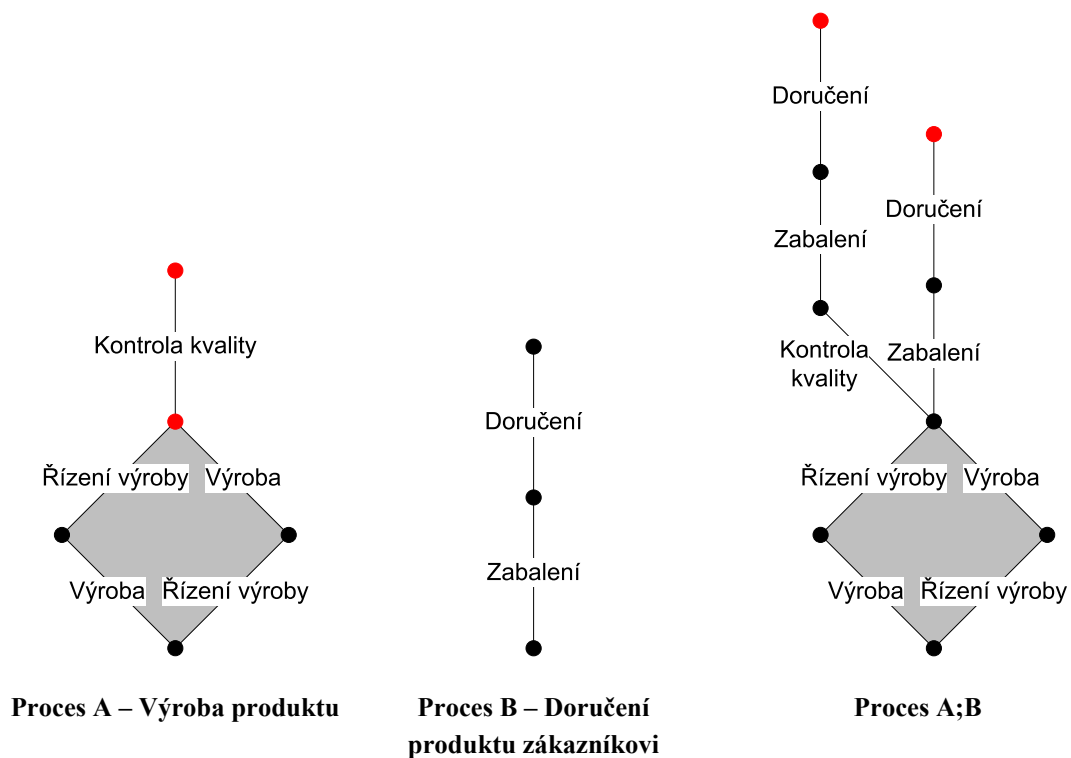 Kontrola kvality
Řízení výroby
Výroba
Výroba
Řízení výroby
Proces A – Výroba produktu
Doručení
Zabalení
Proces B – Doručení
produktu zákazníkovi
Doručení
Zabalení
Doručení
Kontrola
kvality
Zabalení
Řízení výroby
Výroba
Výroba
Řízení výroby
Proces A;B